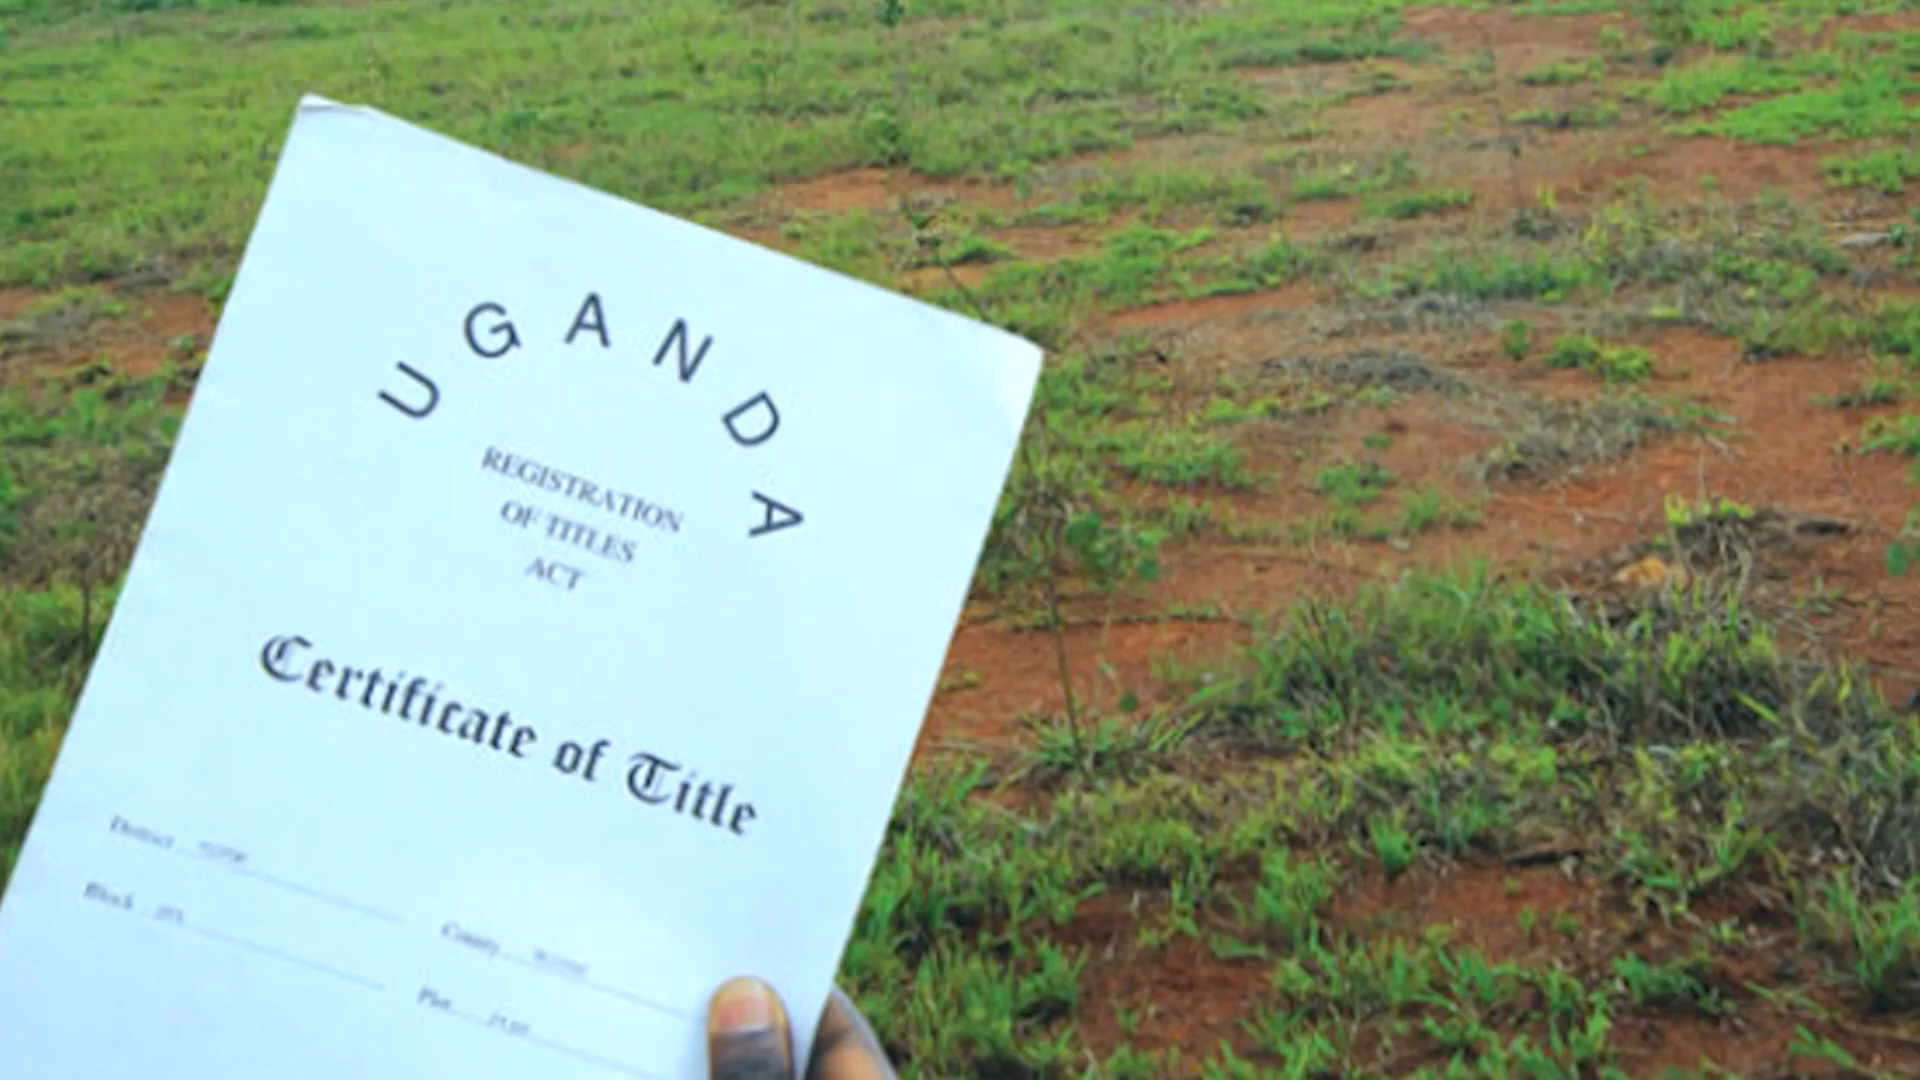 UGANDA
REGISTRATION
OF TITLES
ACT
Certificate of Title
District
County
Block
Plot